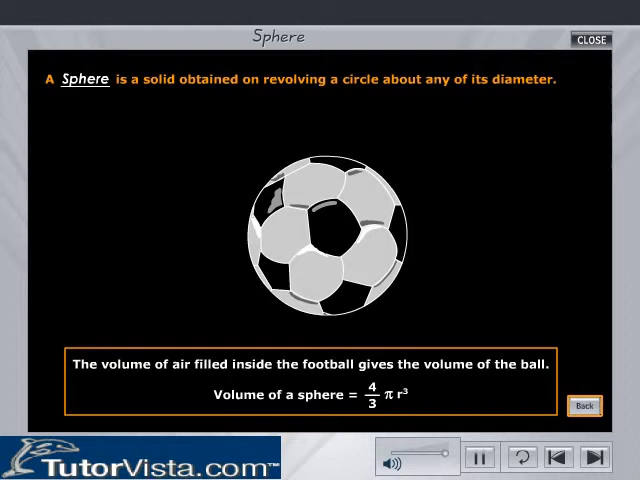 Sphere
CLOSE
A Sphere is a solid obtained on revolving a circle about any of its diameter.
The volume of air filled inside the football gives the volume of the ball.
Volume of a sphere = 4/3 π r³
Back
TutorVista.com™